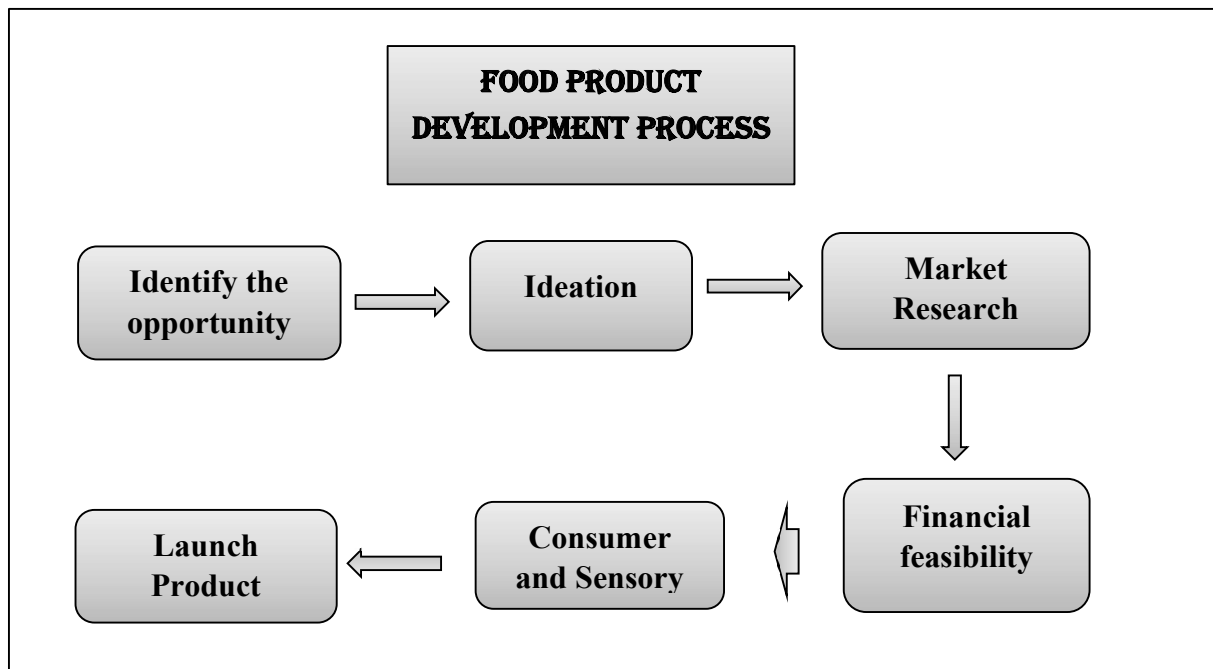 FOOD PRODUCT
DEVELOPMENT PROCESS
Identify the
opportunity
Ideation
Market
Research
Financial
feasibility
Consumer
and Sensory
Launch
Product